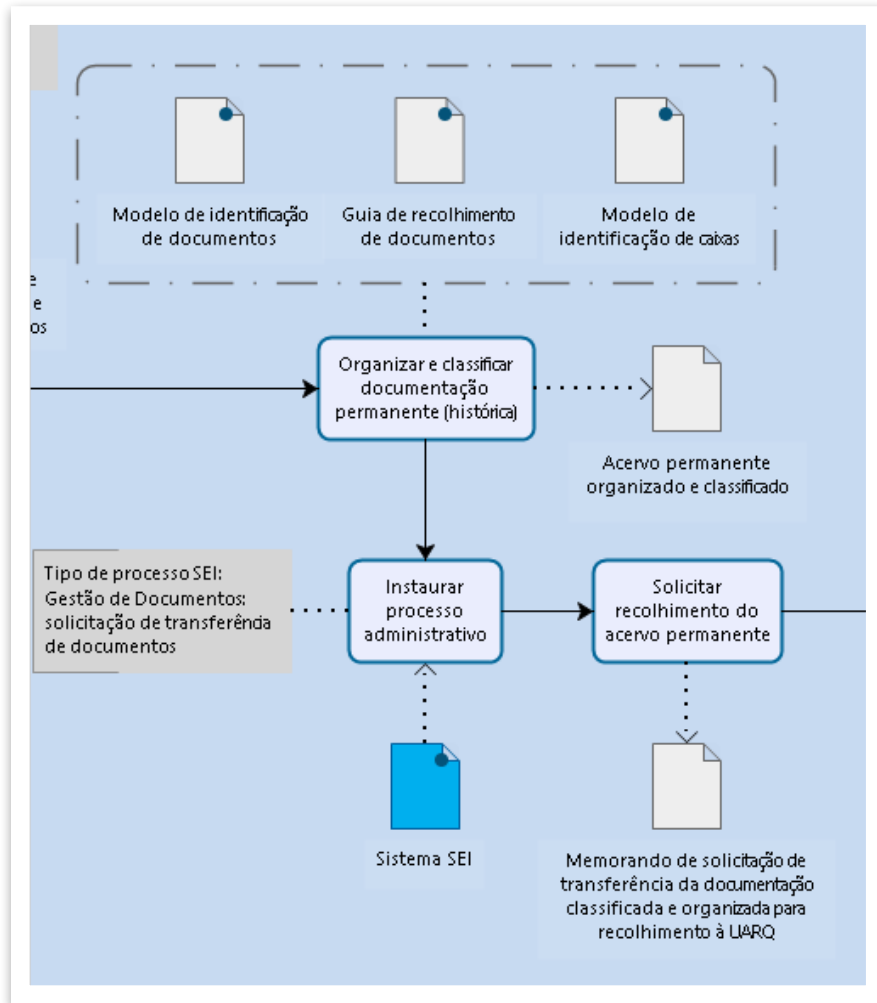 Modelo de identificação
de documentos
Guia de recolhimento
de documentos
Modelo de
identificação de caixas
e
e
os
Organizar e classificar
documentação
permanente (histórica)
Acervo permanente
organizado e classificado
Tipo de processo SEI:
Gestão de Documentos:
solicitação de transferência
de documentos
Instaurar
processo
administrativo
Solicitar
recolhimento do
acervo permanente
Sistema SEI
Memorando de solicitação de
transferência da documentação
classificada e organizada para
recolhimento à UARQ